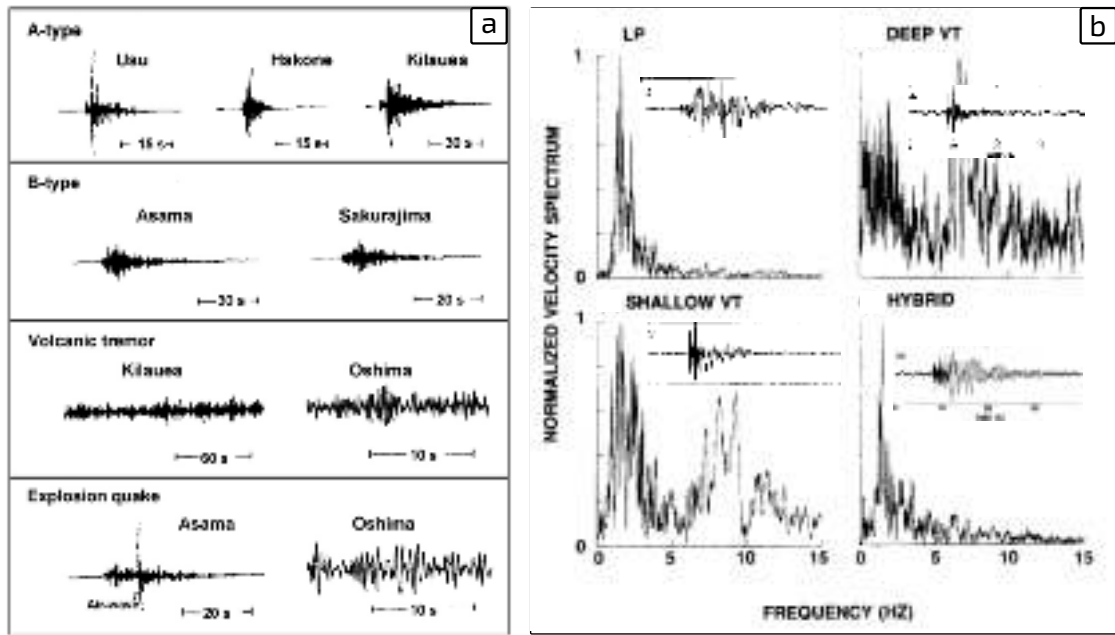 a
A-type
Usu Hakone Kilauea
15 s 15 s 20 s
B-type
Asama Sakurajima
20 s
Volcanic tremor
Kilauea Oshima
60 s 10 s
Explosion quake
Asama Oshima
20 s 10 s
b
LP DEEP VT
1
0
SHALLOW VT HYBRID
1
0
0 5 10 15 0 5 10 15
NORMALIZED VELOCITY SPECTRUM
FREQUENCY (HZ)